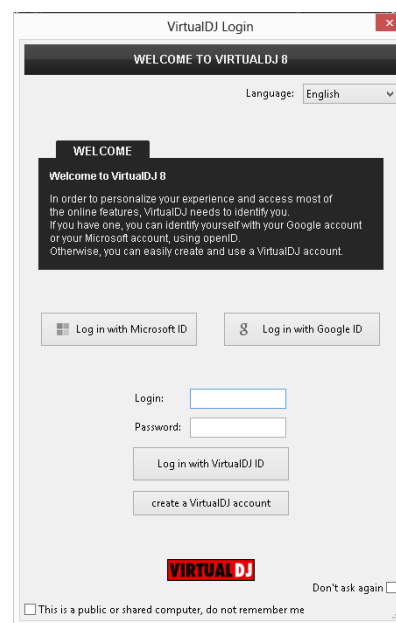 VirtualDJ Login
WELCOME TO VIRTUALDJ 8
Language: English
WELCOME
Welcome to VirtualDJ 8
In order to personalize your experience and access most of
the online features, VirtualDJ needs to identify you.
If you have one, you can identify yourself with your Google account
or your Microsoft account, using openID.
Otherwise, you can easily create and use a VirtualDJ account.
Log in with Microsoft ID
g Log in with Google ID
Login:
Password:
Log in with VirtualDJ ID
create a VirtualDJ account
VIRTUAL DJ
Don't ask again
This is a public or shared computer, do not remember me